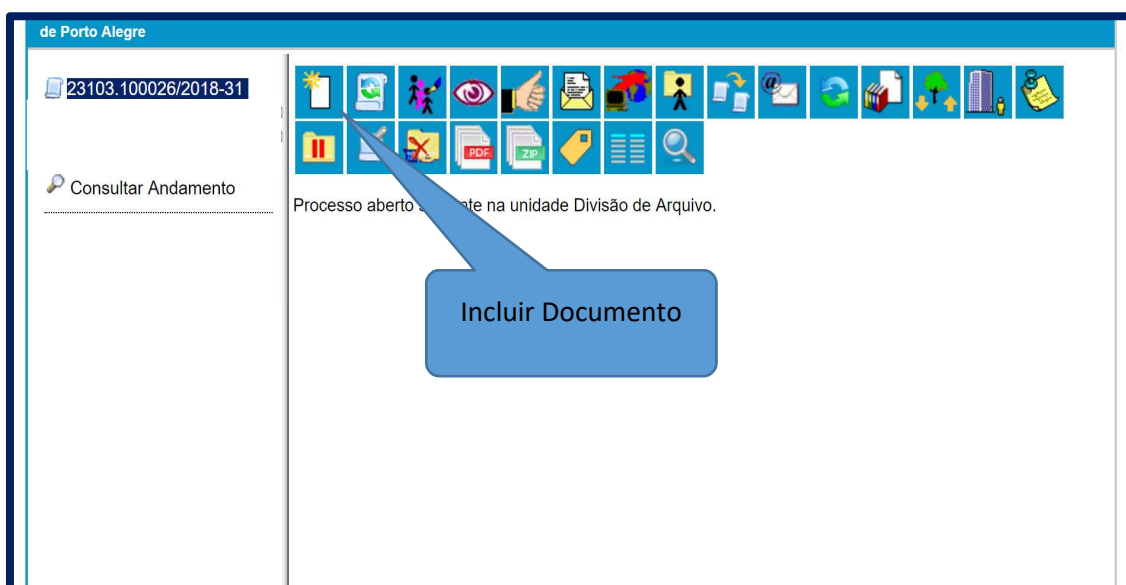 de Porto Alegre
23103.100026/2018-31
Consultar Andamento
PDF
ZIP
Processo aberto na unidade Divisão de Arquivo.
Incluir Documento